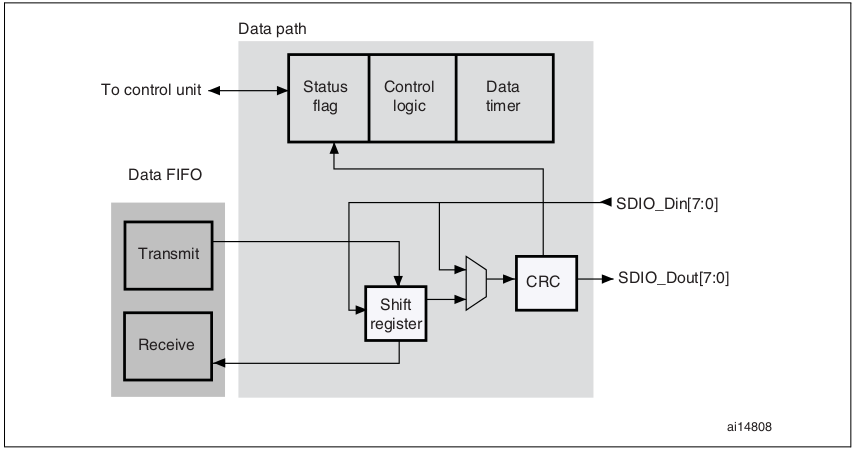 Data path
To control unit
Status
flag
Control
logic
Data
timer
Data FIFO
SDIO_Din[7:0]
Transmit
CRC
SDIO_Dout[7:0]
Shift
register
Receive
ai14808